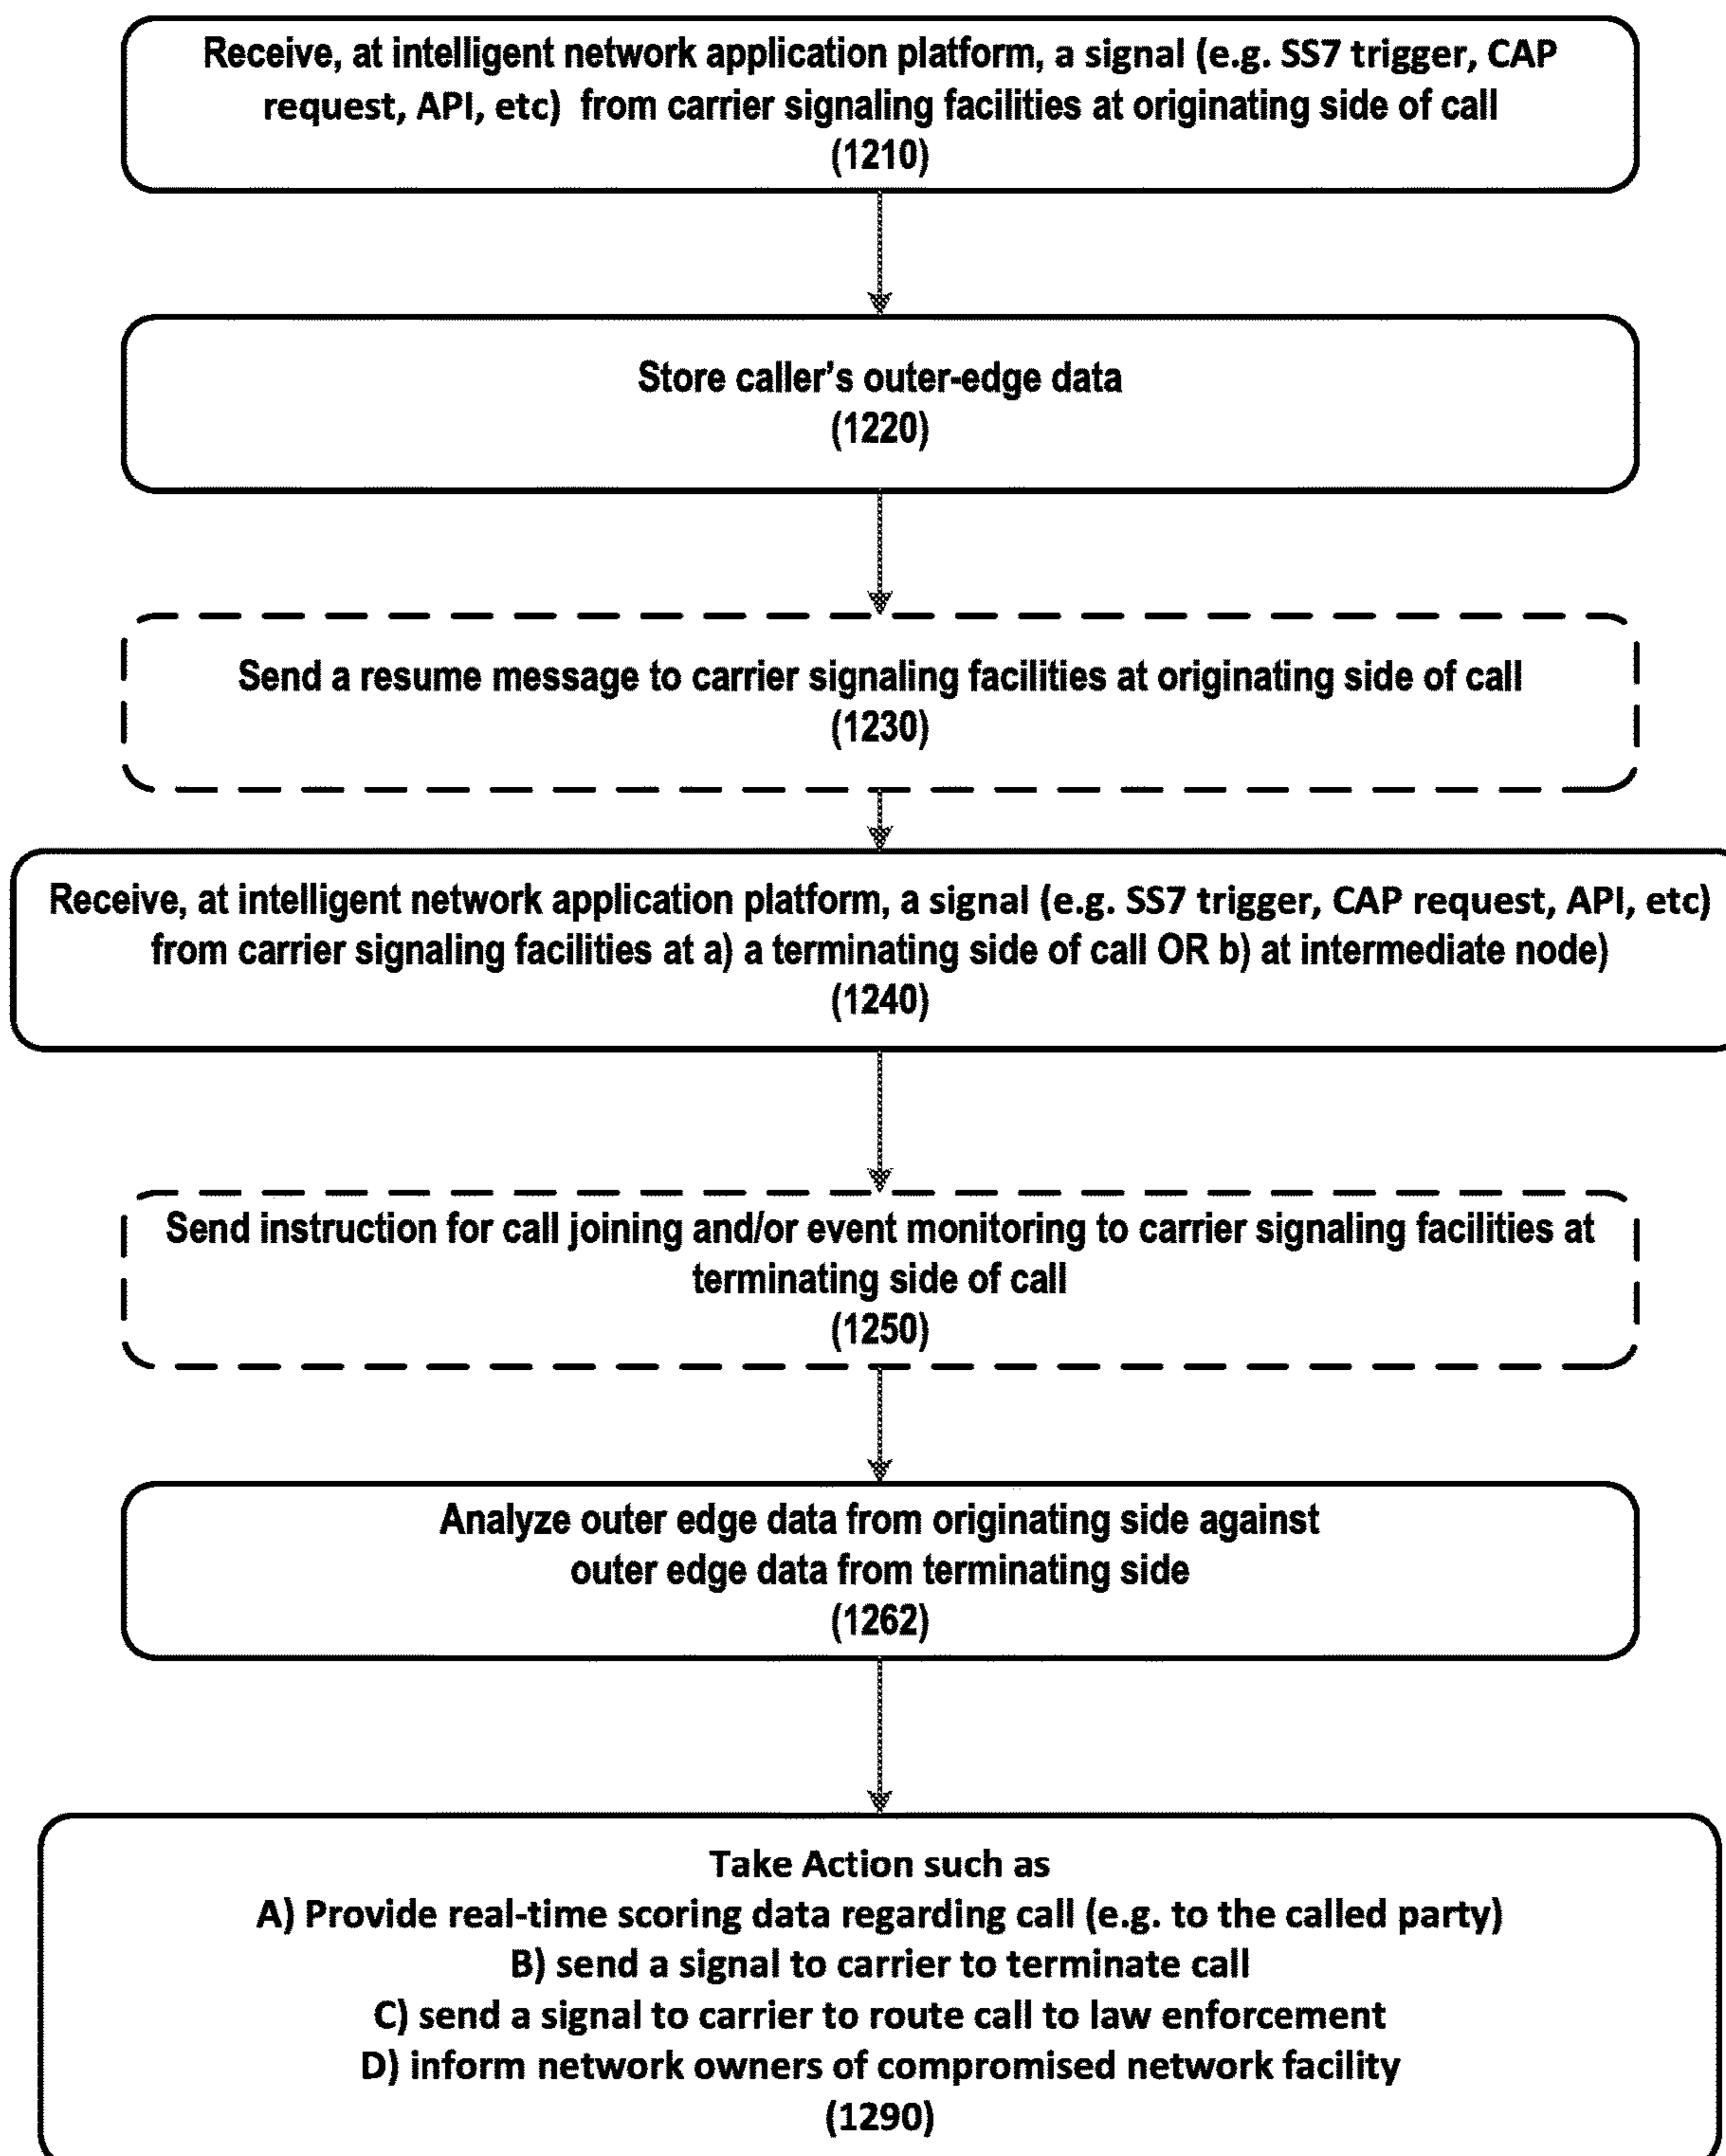 Receive, at intelligent network application platform, a signal (e.g. SS7 trigger, CAP
request, API, etc)  from carrier signaling facilities at originating side of call
(1210)
Store caller's outer-edge data
(1220)
Send a resume message to carrier signaling facilities at originating side of call
(1230)
Receive, at intelligent network application platform, a signal (e.g. SS7 trigger, CAP request, API, etc)
from carrier signaling facilities at a) a terminating side of call OR b) at intermediate node)
(1240)
Send instruction for call joining and/or event monitoring to carrier signaling facilities at
terminating side of call
(1250)
Analyze outer edge data from originating side against
outer edge data from terminating side
(1262)
Take Action such as
A) Provide real-time scoring data regarding call (e.g. to the called party)
B) send a signal to carrier to terminate call
C) send a signal to carrier to route call to law enforcement
D) inform network owners of compromised network facility
(1290)